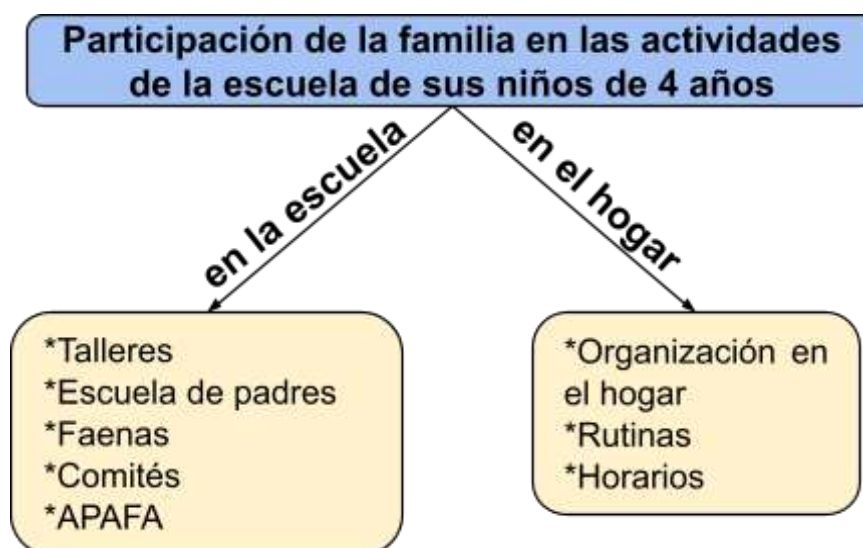 Participación de la familia en las actividades
de la escuela de sus niños de 4 años
en la escuela
en el hogar
*Talleres
*Escuela de padres
*Faenas
*Comités
*APAFA
*Organización en
el hogar
*Rutinas
*Horarios